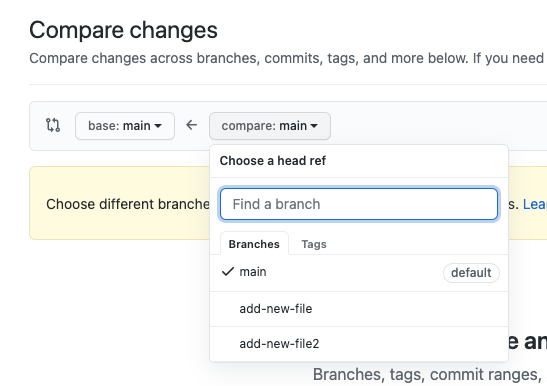 Compare changes
Compare changes across branches, commits, tags, and more below. If you need
base: main
compare: main
Choose a head ref
Choose different branche
s. Lear
Find a branch
Branches Tags
main default
add-new-file
add-new-file2
e an
Branches, tags, commit ranges,